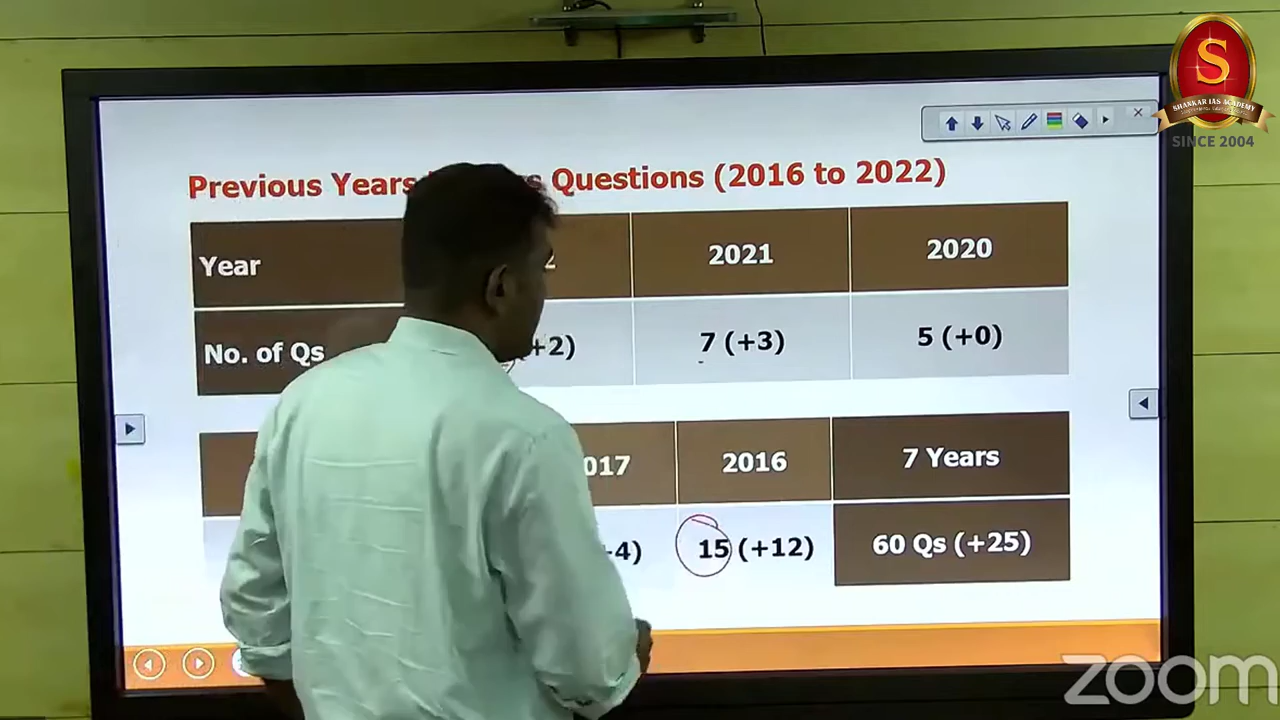 S
SHANKAR IAS ACADEMY
SINCE 2004
Previous Years Questions (2016 to 2022)
Year 2021 2020
No. of Qs +2) 7 (+3) 5 (+0)
017 2016 7 Years
4) 15 (+12) 60 Qs (+25)
zoom